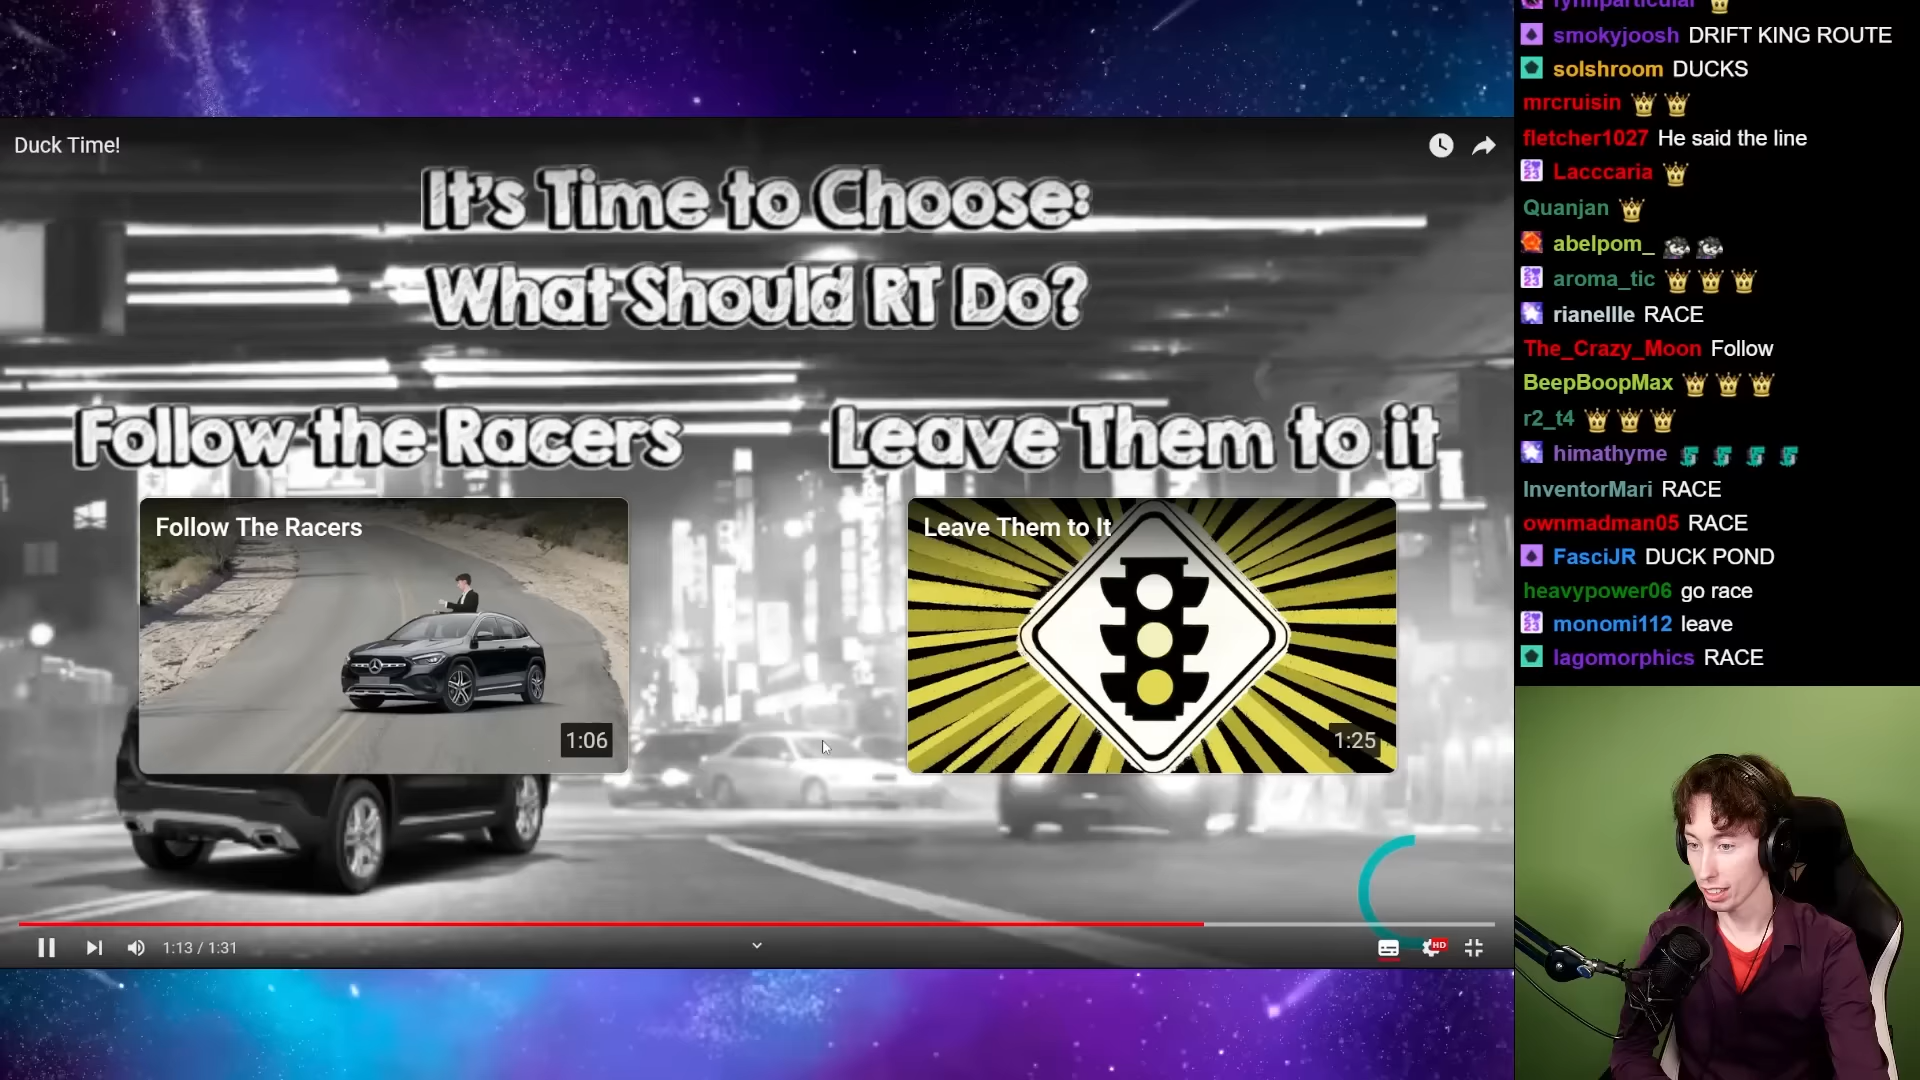 Duck Time!
It's Time to Choose:
What Should RT Do?
Follow the Racers
Leave Them to it
Follow The Racers
1:06
Leave Them to It
1:25
1:13 / 1:31
HD
lynnparticular
smokyjoosh DRIFT KING ROUTE
solshroom DUCKS
mrcruisin
fletcher1027 He said the line
Lacccaria
Quanjan
abelpom_
aroma_tic
rianellle RACE
The_Crazy_Moon Follow
BeepBoopMax
r2_t4
himathyme
InventorMari RACE
ownmadman05 RACE
FasciJR DUCK POND
heavypower06 go race
monomi112 leave
lagomorphics RACE